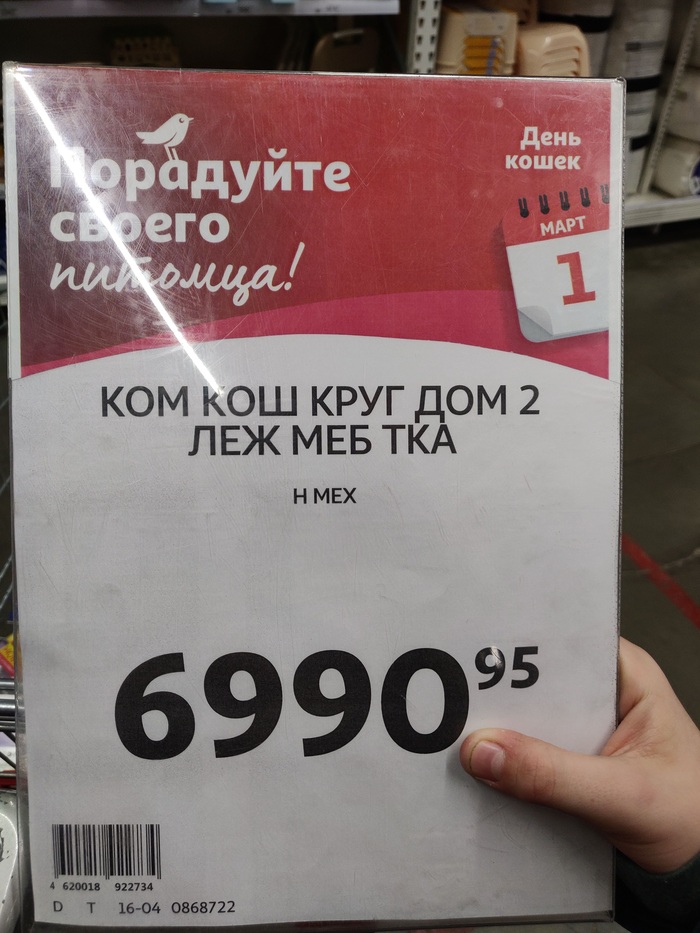 Порадуйте
своего
питомца!
День
кошек
МАРТ
1
КОМ КОШ КРУГ ДОМ 2
ЛЕЖ МЕБ ТКА
Н МЕХ
6990 95
4 620018 922734
D T 16-04 0868722